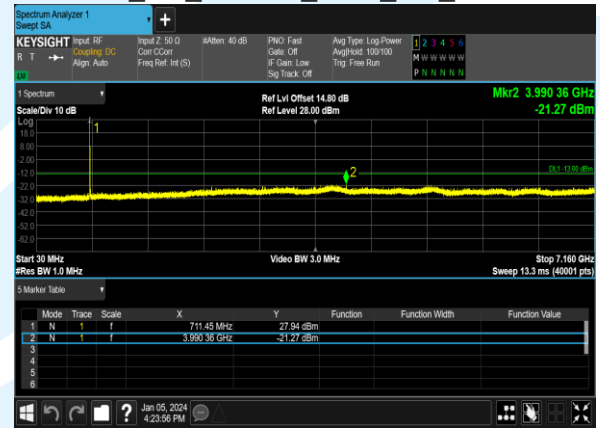 Spectrum Analyzer 1
Swept SA
+
KEYSIGHT Input: RF Input Z: 50 Ω #Atten: 40 dB PNO: Fast Avg Type: Log-Power 1 2 3 4 5 6
R T Coupling: DC Corr CCorr Gate: Off Avg|Hold: 100/100 M W W W W W
Align: Auto Freq Ref: Int (S) IF Gain: Low Trig: Free Run
Sig Track: Off P N N N N N
LV
1 Spectrum Ref Lvl Offset 14.80 dB Mkr2 3.990 36 GHz
Scale/Div 10 dB Ref Level 28.00 dBm -21.27 dBm
Log
18.0
8.00
-2.00
-12.0
-22.0
-32.0
-42.0
-52.0
-62.0
1
2
DL1 -13.00 dBm
Start 30 MHz Video BW 3.0 MHz Stop 7.160 GHz
#Res BW 1.0 MHz Sweep 13.3 ms (40001 pts)
5 Marker Table
Mode Trace Scale X Y Function Function Width Function Value
1 N 1 f 711.45 MHz 27.94 dBm
2 N 1 f 3.990 36 GHz -21.27 dBm
3
4
5
6
? Jan 05, 2024
4:23:56 PM